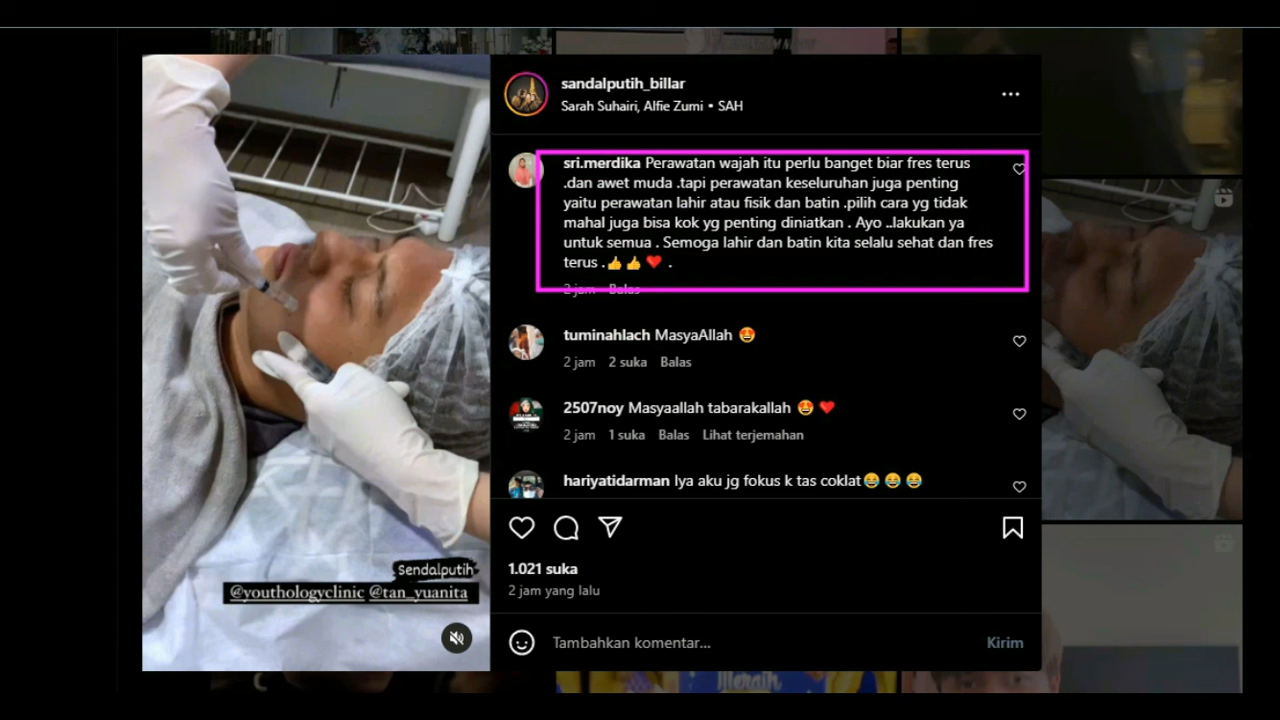 sandalputih_billar
Sarah Suhairi, Alfie Zumi • SAH
sri.merdika Perawatan wajah itu perlu banget biar fres terus
.dan awet muda .tapi perawatan keseluruhan juga penting
yaitu perawatan lahir atau fisik dan batin .pilih cara yg tidak
mahal juga bisa kok yg penting diniatkan . Ayo ..lakukan ya
untuk semua . Semoga lahir dan batin kita selalu sehat dan fres
terus .👍👍❤️ .
2 jam Balas
tuminahlach MasyaAllah 😍
2 jam 2 suka Balas
2507noy Masyaallah tabarakallah 😍❤️
2 jam 1 suka Balas Lihat terjemahan
hariyatidarman Iya aku jg fokus k tas coklat😂😂😂
1.021 suka
2 jam yang lalu
Tambahkan komentar...
Kirim
Sendalputih
@youthologyclinic @tan_yuanita
Meraih